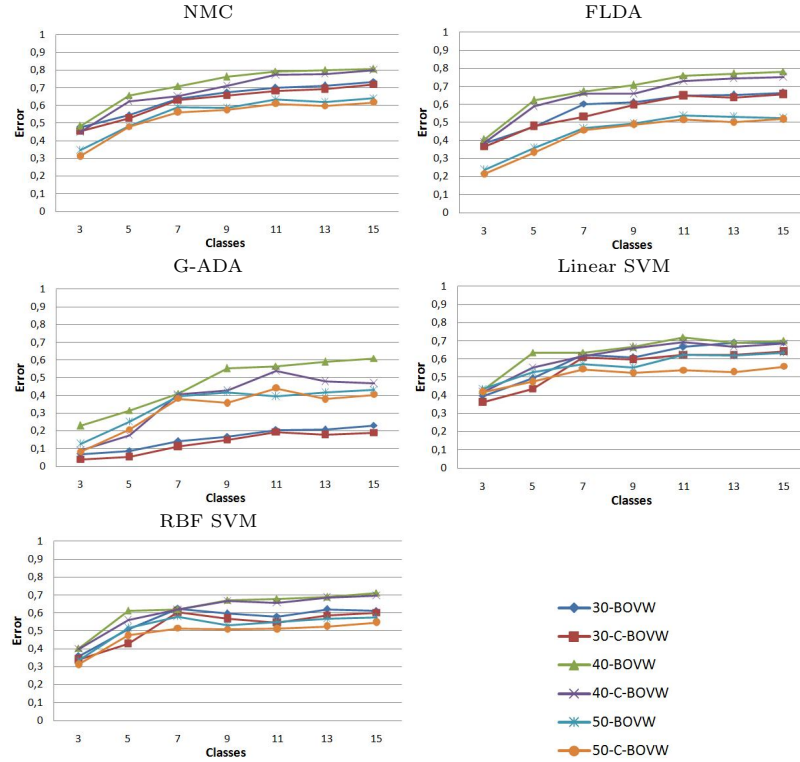 NMC
1
0,9
0,8
0,7
0,6
0,5
0,4
0,3
0,2
0,1
0
Error
3 5 7 9 11 13 15
Classes
FLDA
1
0,9
0,8
0,7
0,6
0,5
0,4
0,3
0,2
0,1
0
Error
3 5 7 9 11 13 15
Classes
G-ADA
1
0,9
0,8
0,7
0,6
0,5
0,4
0,3
0,2
0,1
0
Error
3 5 7 9 11 13 15
Classes
Linear SVM
1
0,9
0,8
0,7
0,6
0,5
0,4
0,3
0,2
0,1
0
Error
3 5 7 9 11 13 15
Classes
RBF SVM
1
0,9
0,8
0,7
0,6
0,5
0,4
0,3
0,2
0,1
0
Error
3 5 7 9 11 13 15
Classes
30-BOVW
30-C-BOVW
40-BOVW
40-C-BOVW
50-BOVW
50-C-BOVW